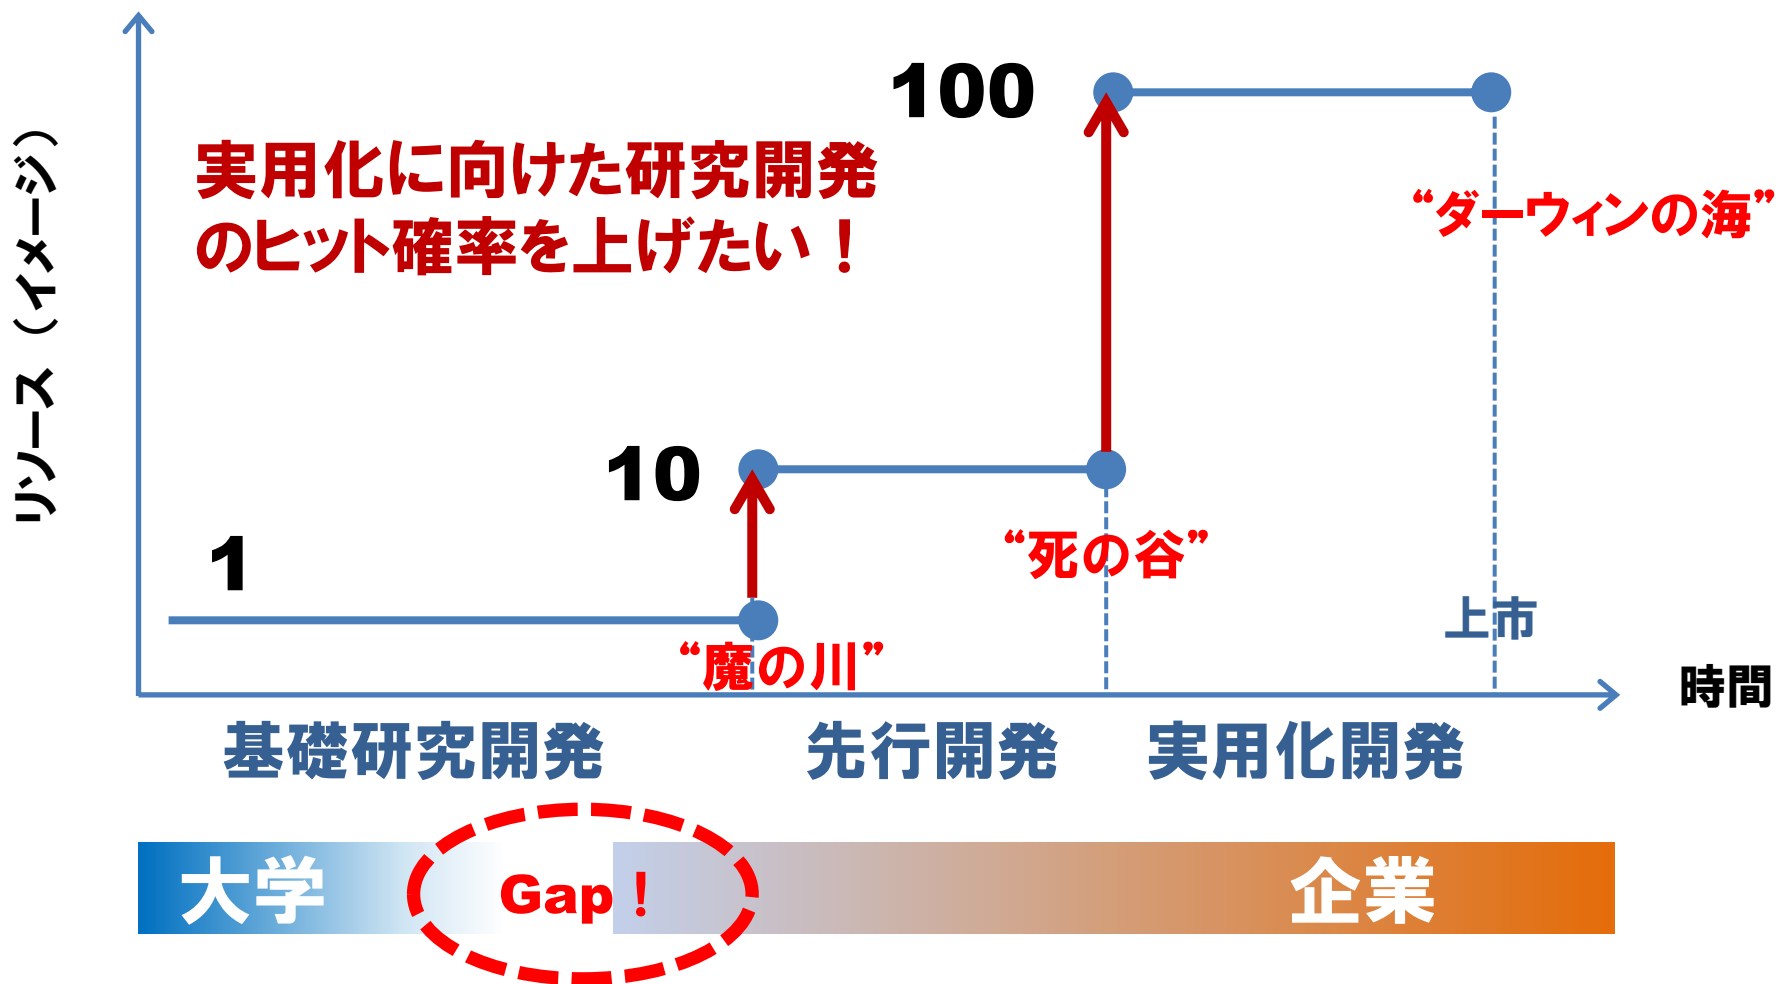 リソース（イメージ）
100
実用化に向けた研究開発
のヒット確率を上げたい！
“ダーウィンの海”
10
“死の谷”
1
上市
“魔の川”
時間
基礎研究開発
先行開発
実用化開発
大学
Gap！
企業